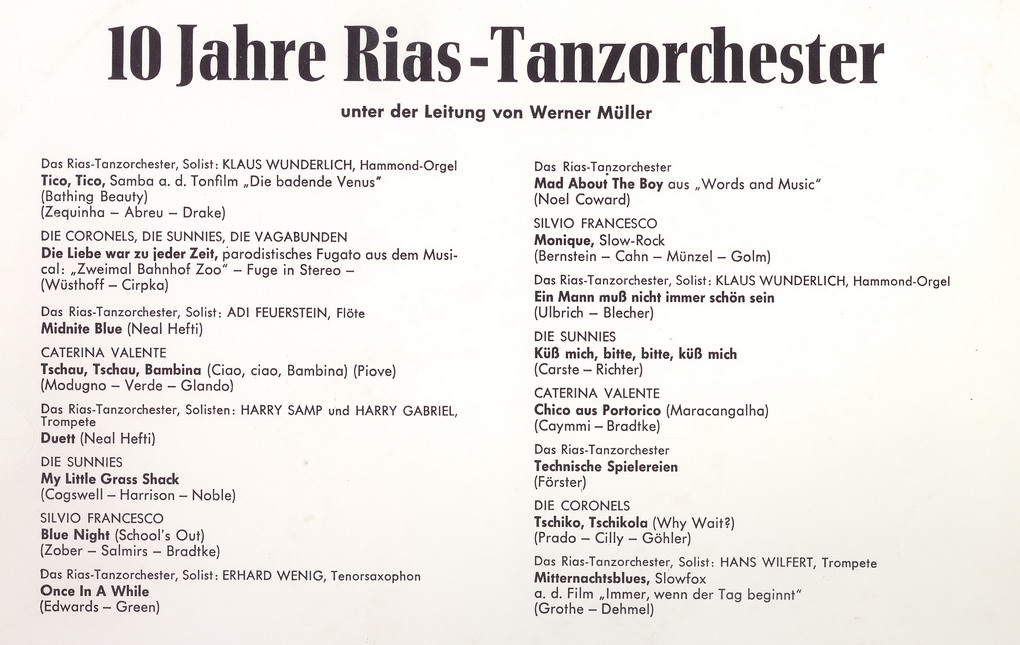 10 Jahre Rias-Tanzorchester
unter der Leitung von Werner Müller
Das Rias-Tanzorchester, Solist: KLAUS WUNDERLICH, Hammond-Orgel
Tico, Tico, Samba a. d. Tonfilm „Die badende Venus“
(Bathing Beauty)
(Zequinha – Abreu – Drake)
DIE CORONELS, DIE SUNNIES, DIE VAGABUNDEN
Die Liebe war zu jeder Zeit, parodistisches Fugato aus dem Musi-
cal: „Zweimal Bahnhof Zoo“ – Fuge in Stereo –
(Wüsthoff – Cirpka)
Das Rias-Tanzorchester, Solist: ADI FEUERSTEIN, Flöte
Midnite Blue (Neal Hefti)
CATERINA VALENTE
Tschau, Tschau, Bambina (Ciao, ciao, Bambina) (Piove)
(Modugno – Verde – Glando)
Das Rias-Tanzorchester, Solisten: HARRY SAMP und HARRY GABRIEL,
Trompete
Duett (Neal Hefti)
DIE SUNNIES
My Little Grass Shack
(Cogswell – Harrison – Noble)
SILVIO FRANCESCO
Blue Night (School's Out)
(Zober – Salmirs – Bradtke)
Das Rias-Tanzorchester, Solist: ERHARD WENIG, Tenorsaxophon
Once In A While
(Edwards – Green)
Das Rias-Tanzorchester
Mad About The Boy aus „Words and Music“
(Noel Coward)
SILVIO FRANCESCO
Monique, Slow-Rock
(Bernstein – Cahn – Münzel – Golm)
Das Rias-Tanzorchester, Solist: KLAUS WUNDERLICH, Hammond-Orgel
Ein Mann muß nicht immer schön sein
(Ulbrich – Blecher)
DIE SUNNIES
Küß mich, bitte, bitte, küß mich
(Carste – Richter)
CATERINA VALENTE
Chico aus Portorico (Maracangalha)
(Caymmi – Bradtke)
Das Rias-Tanzorchester
Technische Spielereien
(Förster)
DIE CORONELS
Tschiko, Tschikola (Why Wait?)
(Prado – Cilly – Göhler)
Das Rias-Tanzorchester, Solist: HANS WILFERT, Trompete
Mitternachtsblues, Slowfox
a. d. Film „Immer, wenn der Tag beginnt“
(Grothe – Dehmel)